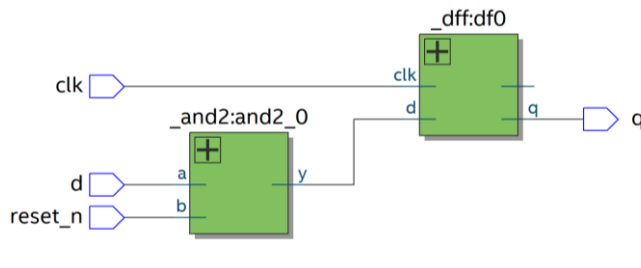 _dff:df0
clk
clk
d
q
q
_and2:and2_0
d
a
y
reset_n
b